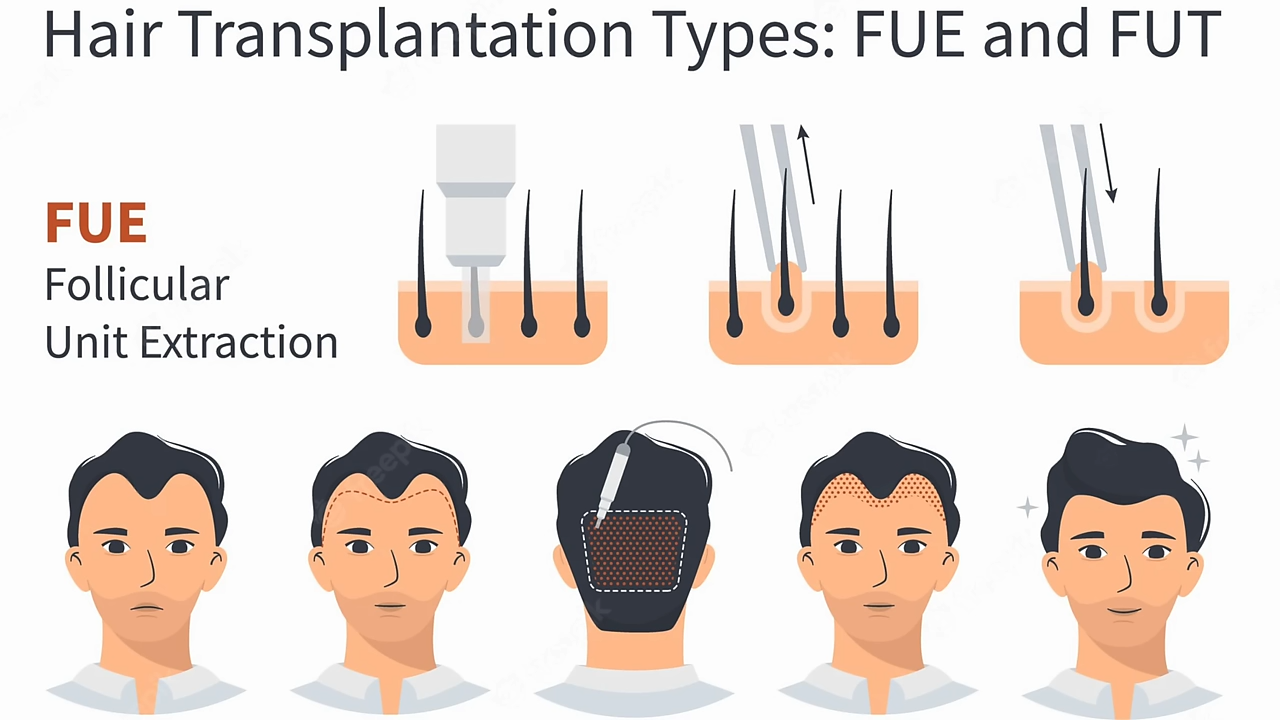 Hair Transplantation Types: FUE and FUT
FUE
Follicular
Unit Extraction